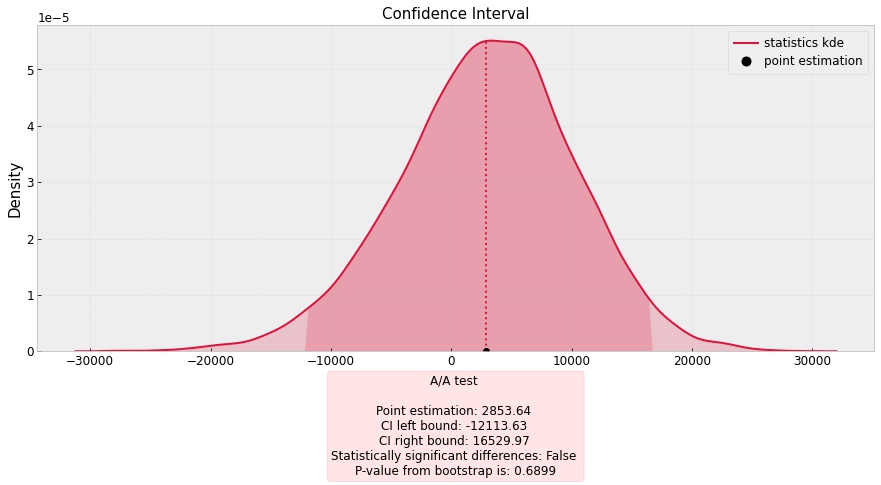 Confidence Interval
1e−5
statistics kde
point estimation
5
4
3
2
1
0
Density
−30000
−20000
−10000
0
10000
20000
30000
A/A test
Point estimation: 2853.64
CI left bound: -12113.63
CI right bound: 16529.97
Statistically significant differences: False
P-value from bootstrap is: 0.6899